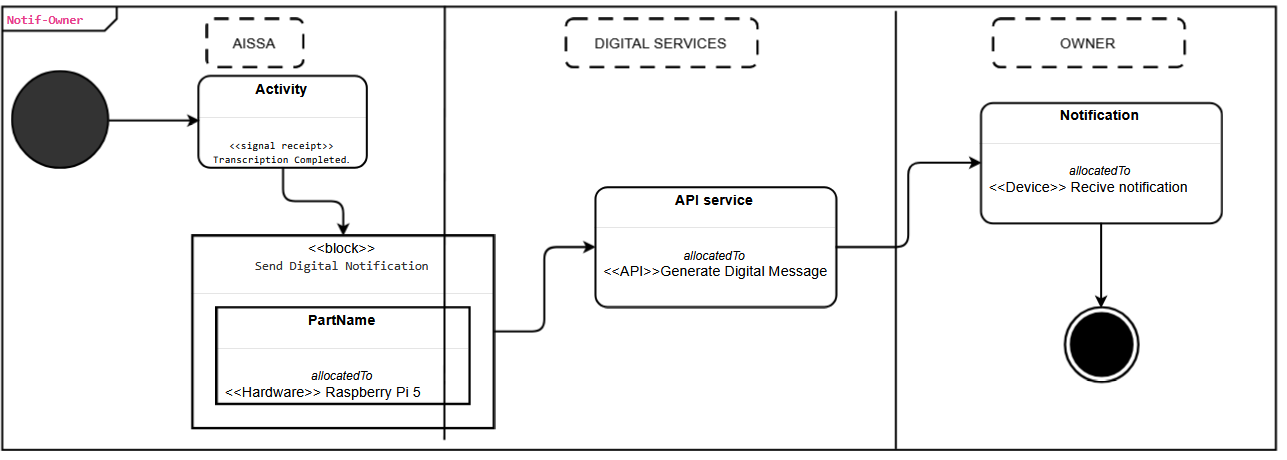 Notif-Owner
AISSA
DIGITAL SERVICES
OWNER
Activity
<<signal receipt>>
Transcription Completed.
<<block>>
Send Digital Notification
PartName
allocatedTo
<<Hardware>> Raspberry Pi 5
API service
allocatedTo
<<API>>Generate Digital Message
Notification
allocatedTo
<<Device>> Recive notification